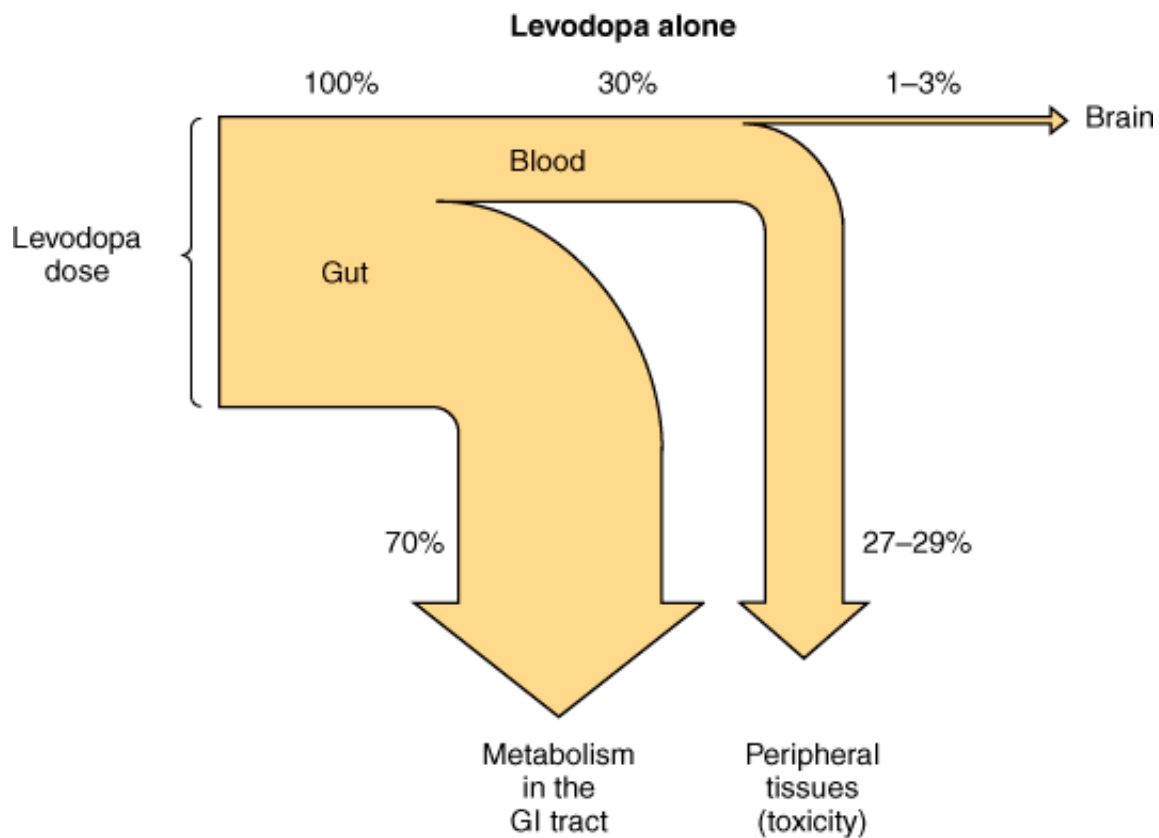 Levodopa alone
100%
30%
1–3%
Brain
Blood
Levodopa
dose
Gut
70%
27–29%
Metabolism
in the
GI tract
Peripheral
tissues
(toxicity)